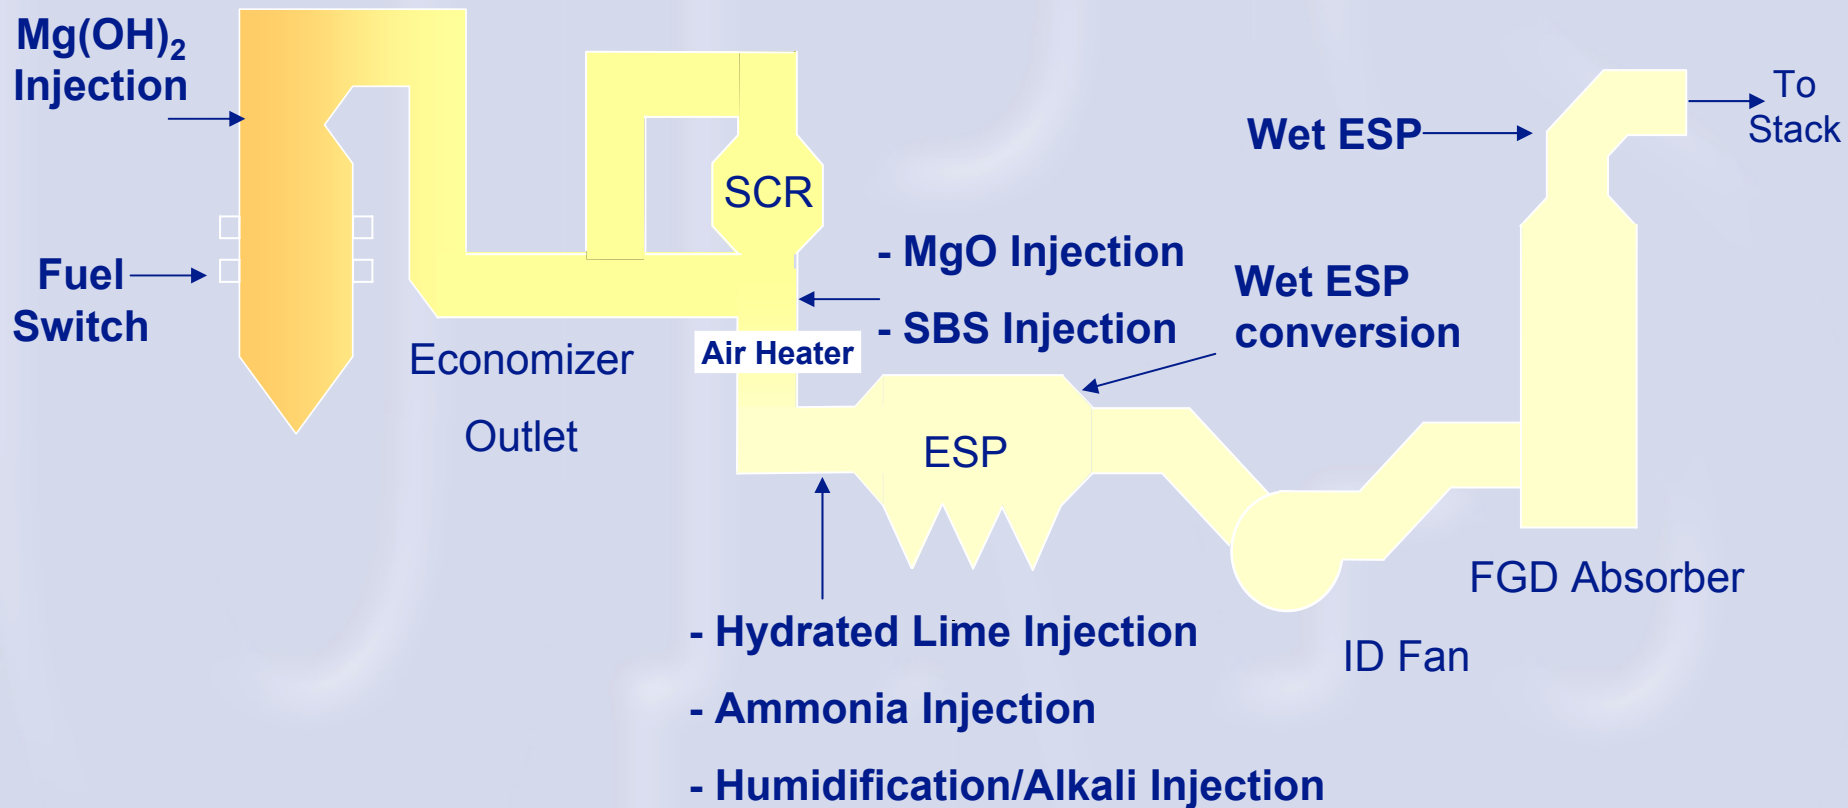 Mg(OH)₂
Injection
Fuel
Switch
Economizer
Outlet
SCR
Air Heater
- MgO Injection
- SBS Injection
ESP
Wet ESP
conversion
- Hydrated Lime Injection
- Ammonia Injection
- Humidification/Alkali Injection
ID Fan
FGD Absorber
Wet ESP
To
Stack